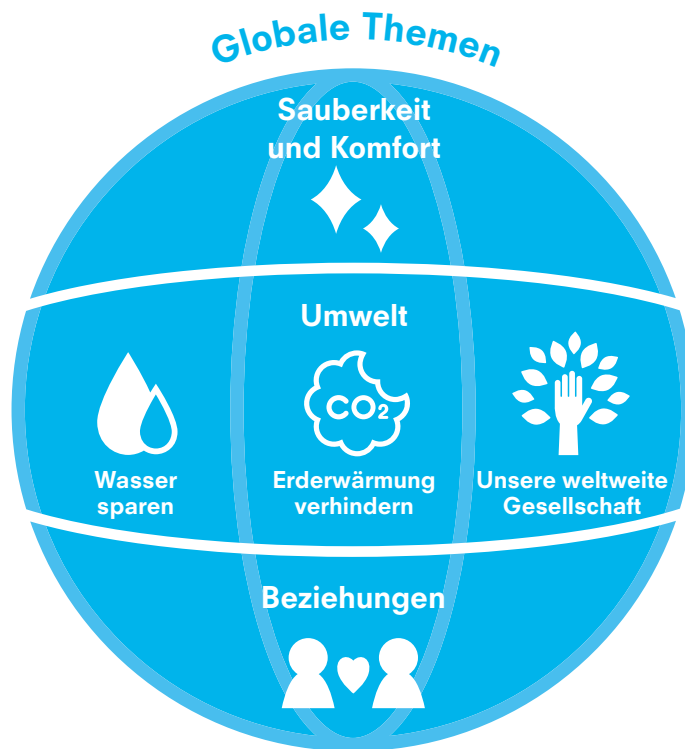 Globale Themen
Sauberkeit
und Komfort
Umwelt
CO₂
Wasser
sparen
Erderwärmung
verhindern
Unsere weltweite
Gesellschaft
Beziehungen